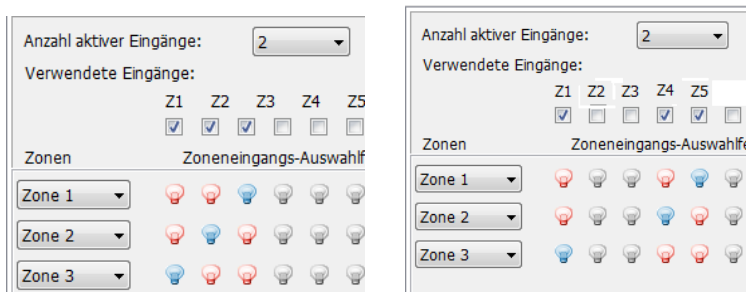 Anzahl aktiver Eingänge: 2
Verwendete Eingänge:
Z1 Z2 Z3 Z4 Z5
Zonen Zoneneingangs-Auswahlf
Zone 1
Zone 2
Zone 3
Anzahl aktiver Eingänge: 2
Verwendete Eingänge:
Z1 Z2 Z3 Z4 Z5
Zonen Zoneneingangs-Auswahlfe
Zone 1
Zone 2
Zone 3